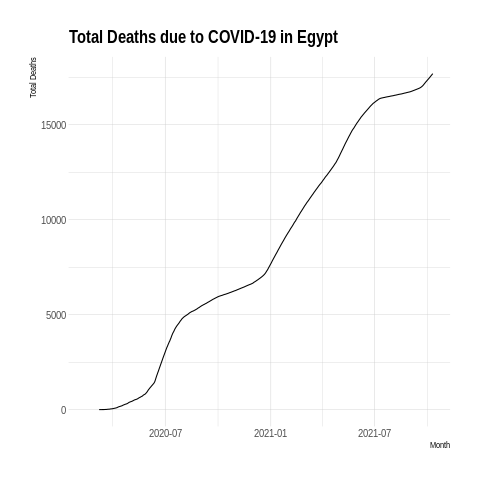 Total Deaths due to COVID-19 in Egypt
Total Deaths
15000
10000
5000
0
2020-07
2021-01
2021-07
Month